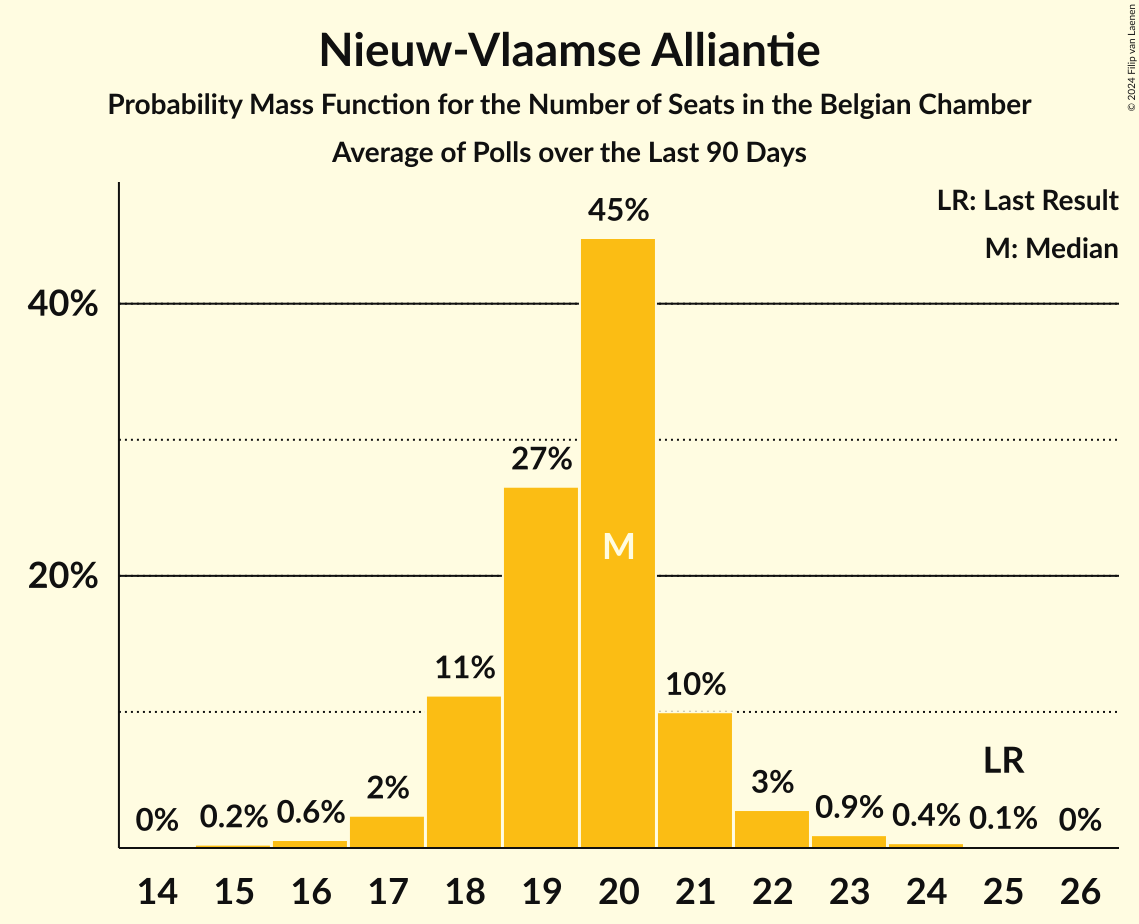 Nieuw-Vlaamse Alliantie
Probability Mass Function for the Number of Seats in the Belgian Chamber
Average of Polls over the Last 90 Days
© 2024 Filip van Laenen
LR: Last Result
M: Median
45%
40%
27%
M
20%
11%
10%
LR
2%
3%
0% 0.2% 0.6% 0.9% 0.4% 0.1% 0%
14 15 16 17 18 19 20 21 22 23 24 25 26